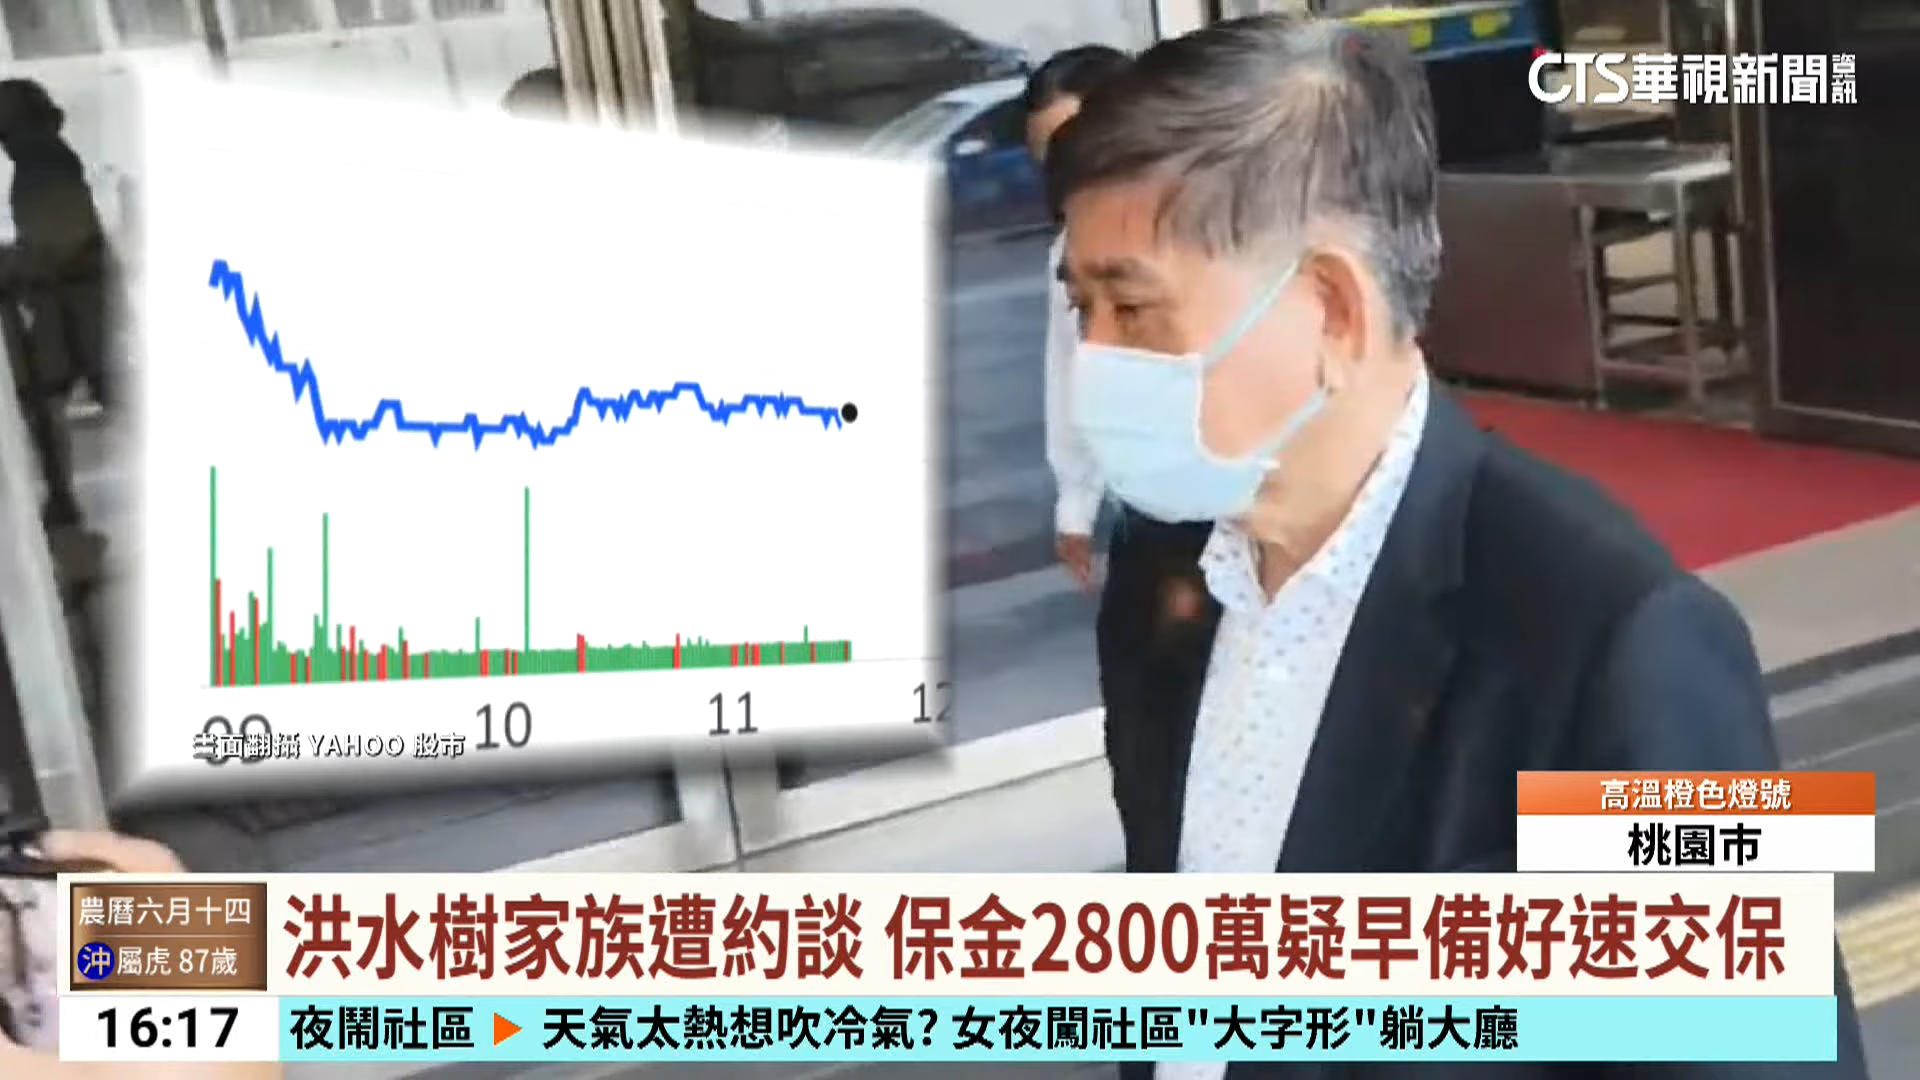 CTS華視新聞資訊
09
10
11
12
畫面翻攝 YAHOO 股市
高溫橙色燈號
桃園市
農曆六月十四
沖屬虎 87歲
洪水樹家族遭約談 保金2800萬疑早備好速交保
16:17
夜鬧社區 ▶ 天氣太熱想吹冷氣? 女夜闖社區"大字形"躺大廳